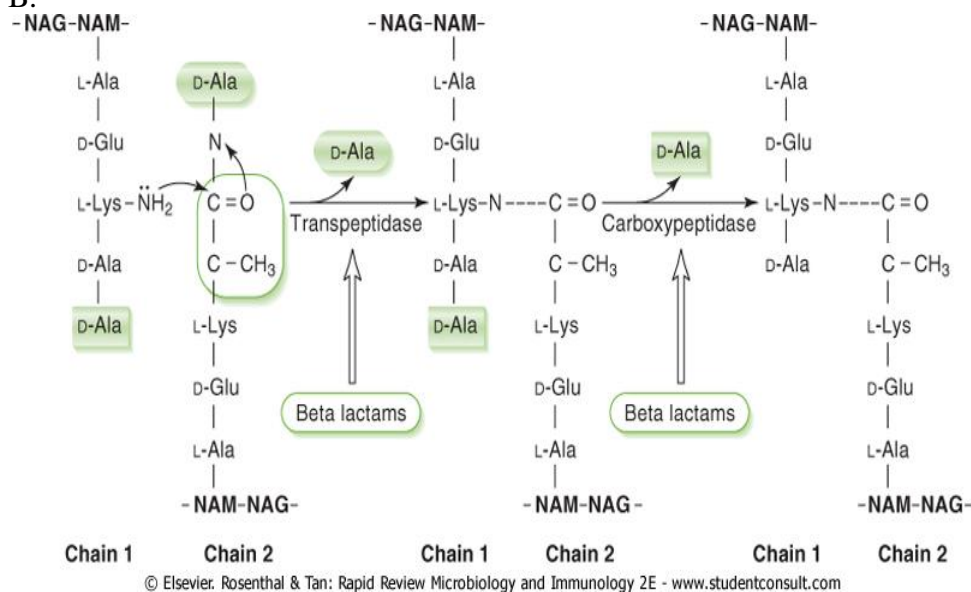 B.
-NAG-NAM- -NAG-NAM- -NAG-NAM-
L-Ala D-Ala L-Ala L-Ala
D-Glu N D-Ala D-Glu D-Ala D-Glu
L-Lys-N̈H₂ C=O Transpeptidase L-Lys-N----C=O Carboxypeptidase L-Lys-N----C=O
D-Ala C-CH₃ D-Ala C-CH₃ D-Ala C-CH₃
D-Ala L-Lys D-Ala L-Lys L-Lys
D-Glu D-Glu D-Glu
Beta lactams Beta lactams
L-Ala L-Ala L-Ala
-NAM-NAG- -NAM-NAG- -NAM-NAG-
Chain 1 Chain 2 Chain 1 Chain 2 Chain 1 Chain 2
© Elsevier. Rosenthal & Tan: Rapid Review Microbiology and Immunology 2E - www.studentconsult.com